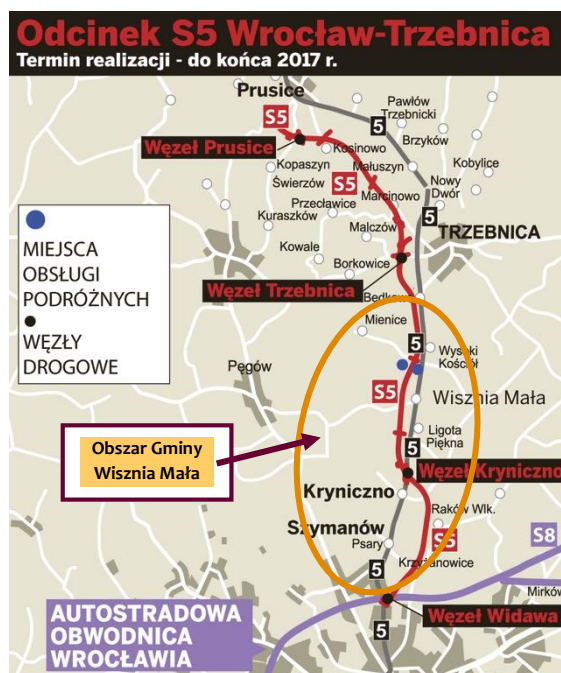 Odcinek S5 Wrocław-Trzebnica
Termin realizacji - do końca 2017 r.
Prusice
S5
5
Pawłów
Trzebnicki
Węzeł Prusice
Kosinowo
Brzyków
Kopaszyn
Małuszyn
Kobylice
Świerzów
S5
Marcinowo
Nowy
Dwór
Przecławice
5
Kuraszków
Malczów
TRZEBNICA
Kowale
Borkowice
Węzeł Trzebnica
Będkowo
MIEJSCA
OBSŁUGI
PODRÓŻNYCH
WĘZŁY
DROGOWE
Mienice
5
Wysoki
Kościół
Pęgów
S5
Wisznia Mała
Obszar Gminy
Wisznia Mała
Ligota
Piękna
5
Węzeł Kryniczno
Kryniczno
Raków Wlk.
Szymanów
S5
S8
Psary
Krzyżanowice
5
Mirków
Węzeł Widawa
AUTOSTRADOWA
OBWODNICA
WROCŁAWIA
5